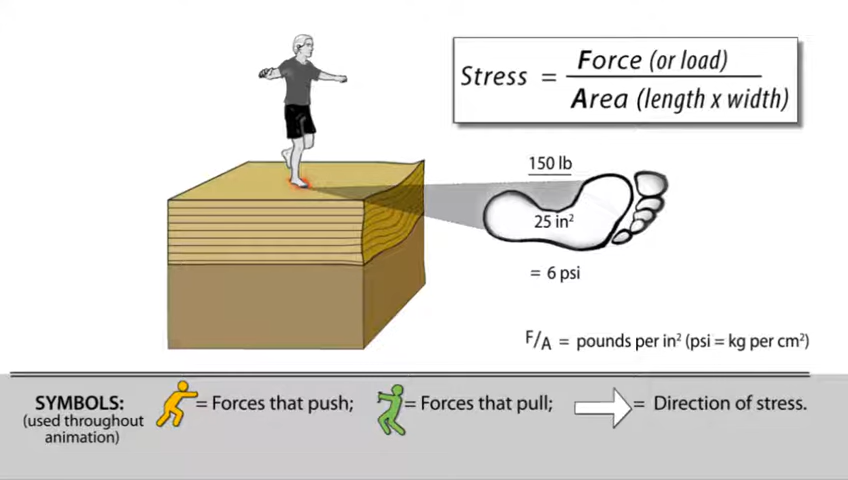 Stress = Force (or load)
Area (length x width)
150 lb
25 in²
= 6 psi
F/A = pounds per in² (psi = kg per cm²)
SYMBOLS: = Forces that push; = Forces that pull; = Direction of stress.
(used throughout
animation)